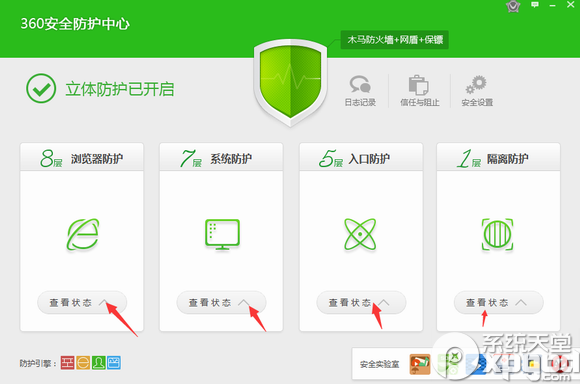 360安全防护中心
木马防火墙+网盾+保镖
立体防护已开启
日志记录 信任与阻止 安全设置
8层 浏览器防护 7层 系统防护 5层 入口防护 1层 隔离防护
查看状态 查看状态 查看状态 查看状态
防护引擎: 安全实验室
系统天堂